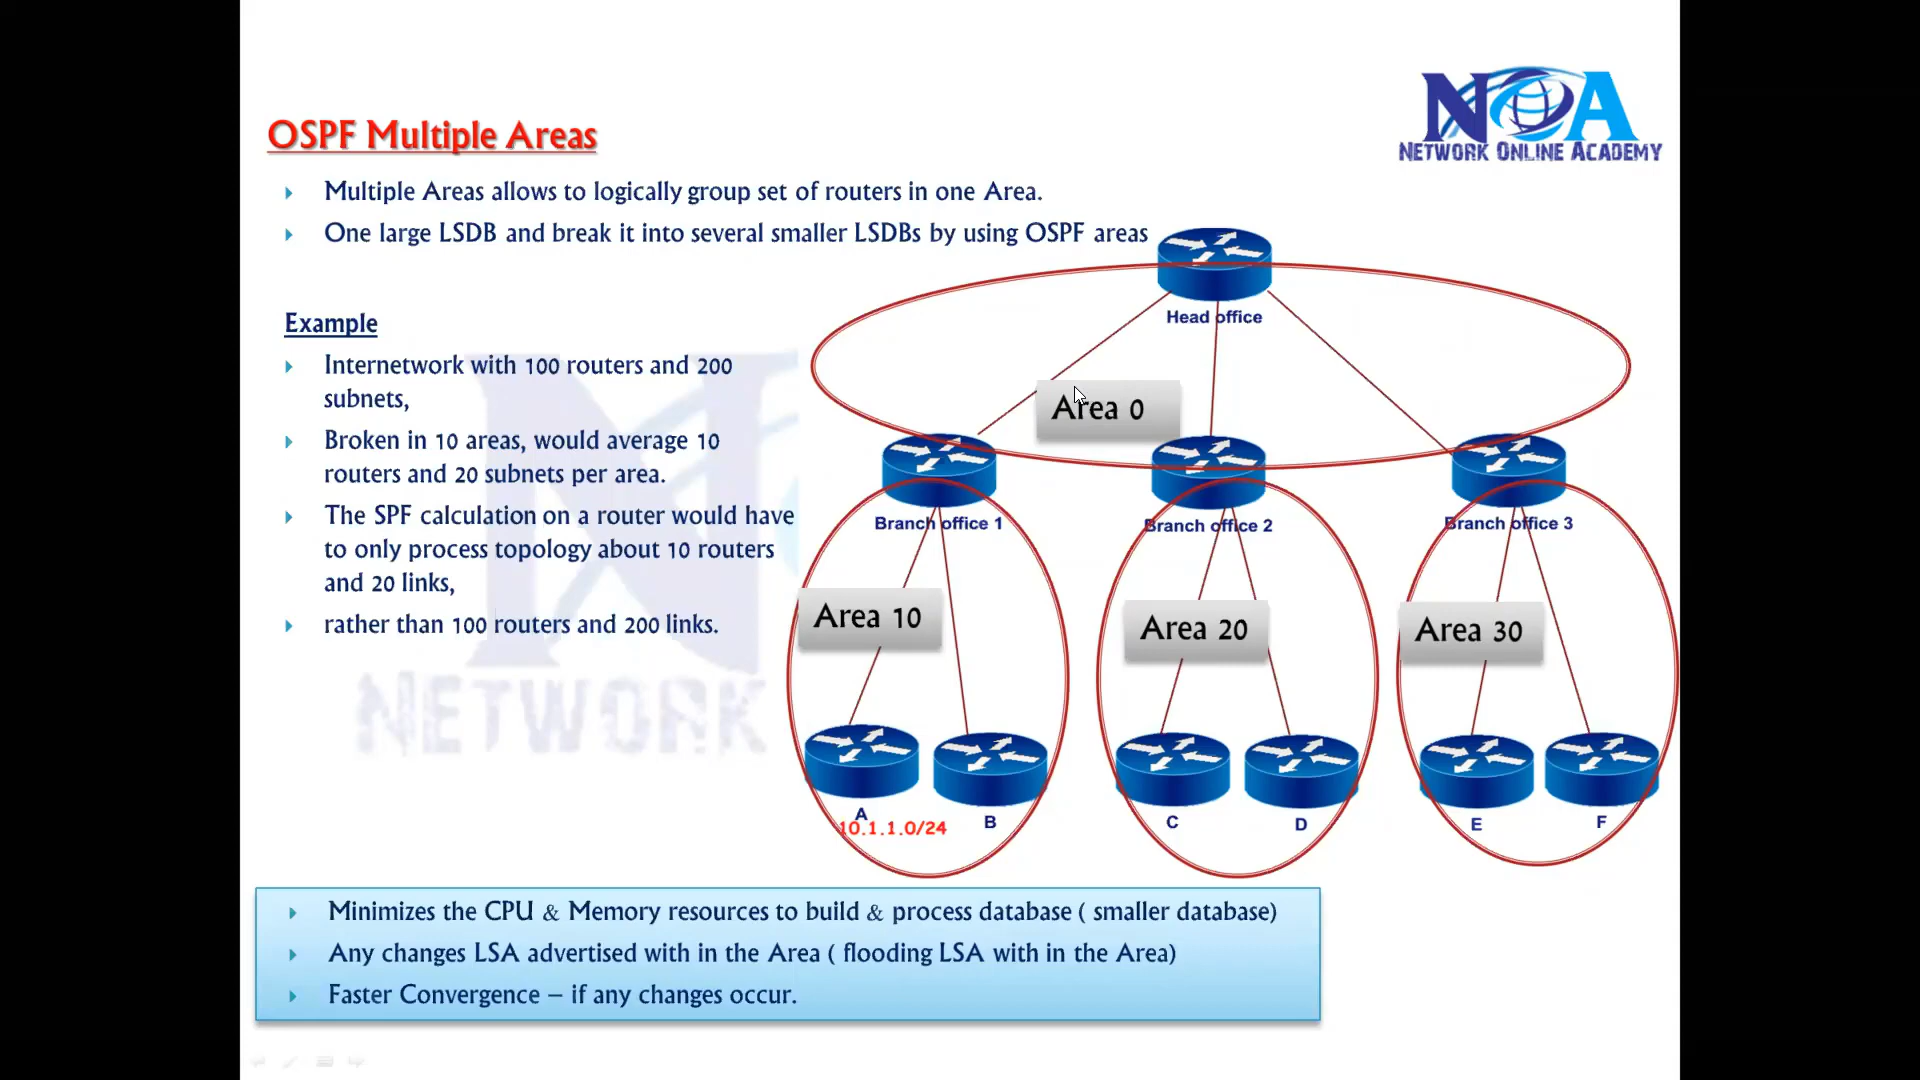 NOA
NETWORK ONLINE ACADEMY
OSPF Multiple Areas
Multiple Areas allows to logically group set of routers in one Area.
One large LSDB and break it into several smaller LSDBs by using OSPF areas
Example
Internetwork with 100 routers and 200
subnets,
Broken in 10 areas, would average 10
routers and 20 subnets per area.
The SPF calculation on a router would have
to only process topology about 10 routers
and 20 links,
rather than 100 routers and 200 links.
N
NETWORK
Head office
Area 0
Branch office 1
Branch office 2
Branch office 3
Area 10
Area 20
Area 30
A
10.1.1.0/24
B
C
D
E
F
Minimizes the CPU & Memory resources to build & process database ( smaller database)
Any changes LSA advertised with in the Area ( flooding LSA with in the Area)
Faster Convergence – if any changes occur.